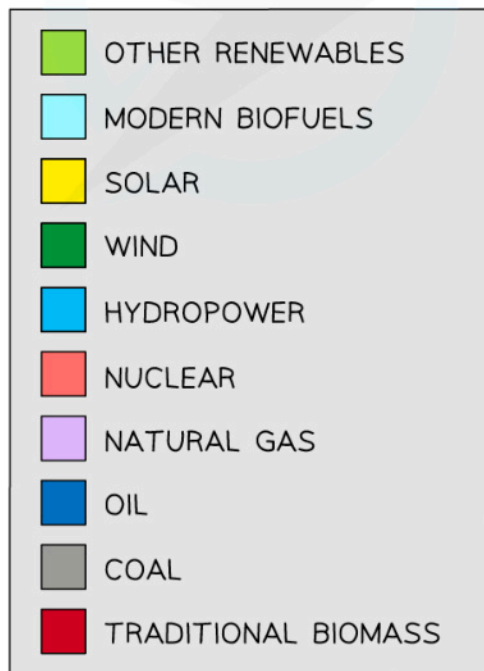 OTHER RENEWABLES
MODERN BIOFUELS
SOLAR
WIND
HYDROPOWER
NUCLEAR
NATURAL GAS
OIL
COAL
TRADITIONAL BIOMASS